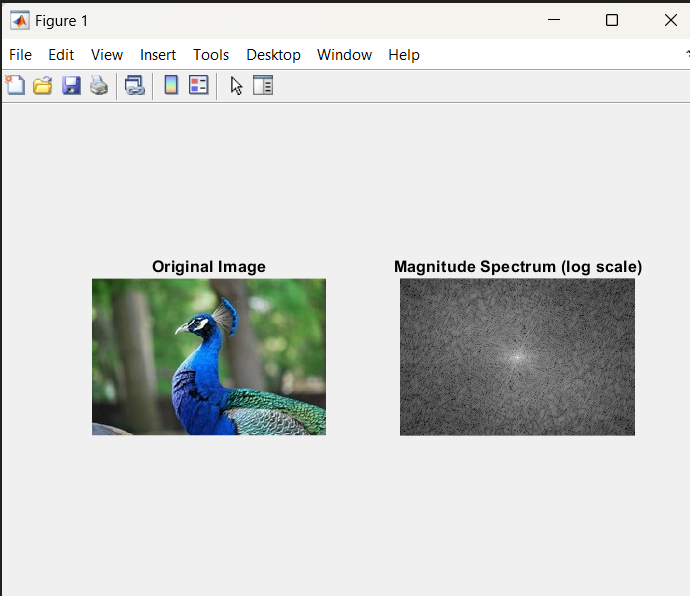 Figure 1
File Edit View Insert Tools Desktop Window Help
Original Image
Magnitude Spectrum (log scale)